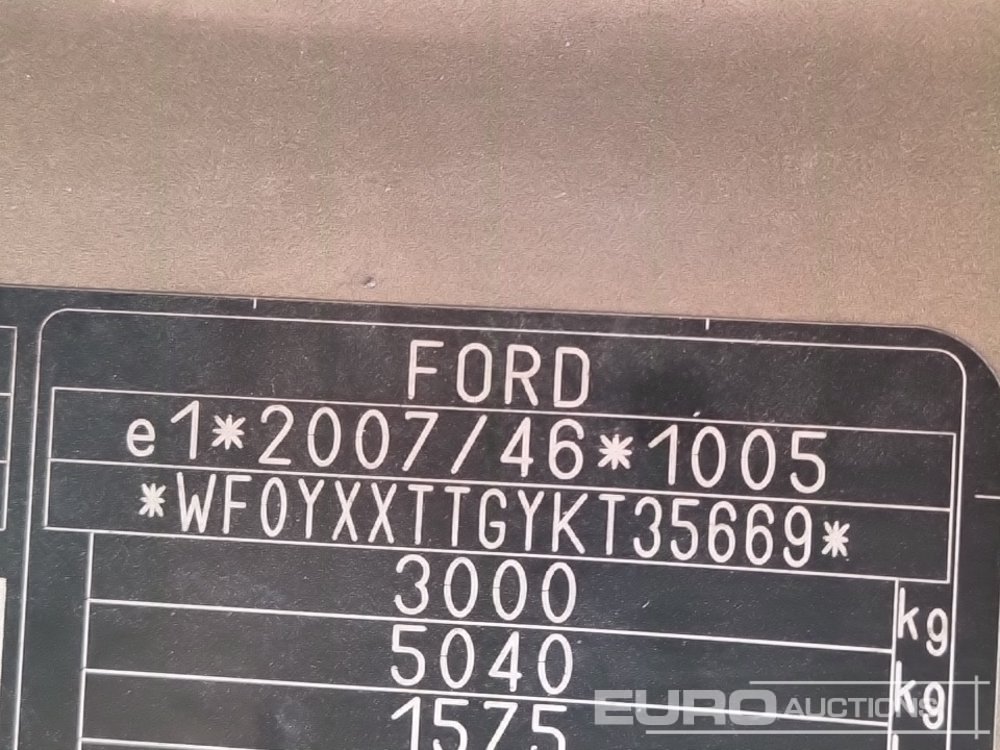 FORD
e1*2007/46*1005
*WF0YXXTTGYKT35669*
3000 kg
5040 kg
1575
EURO AUCTIONS